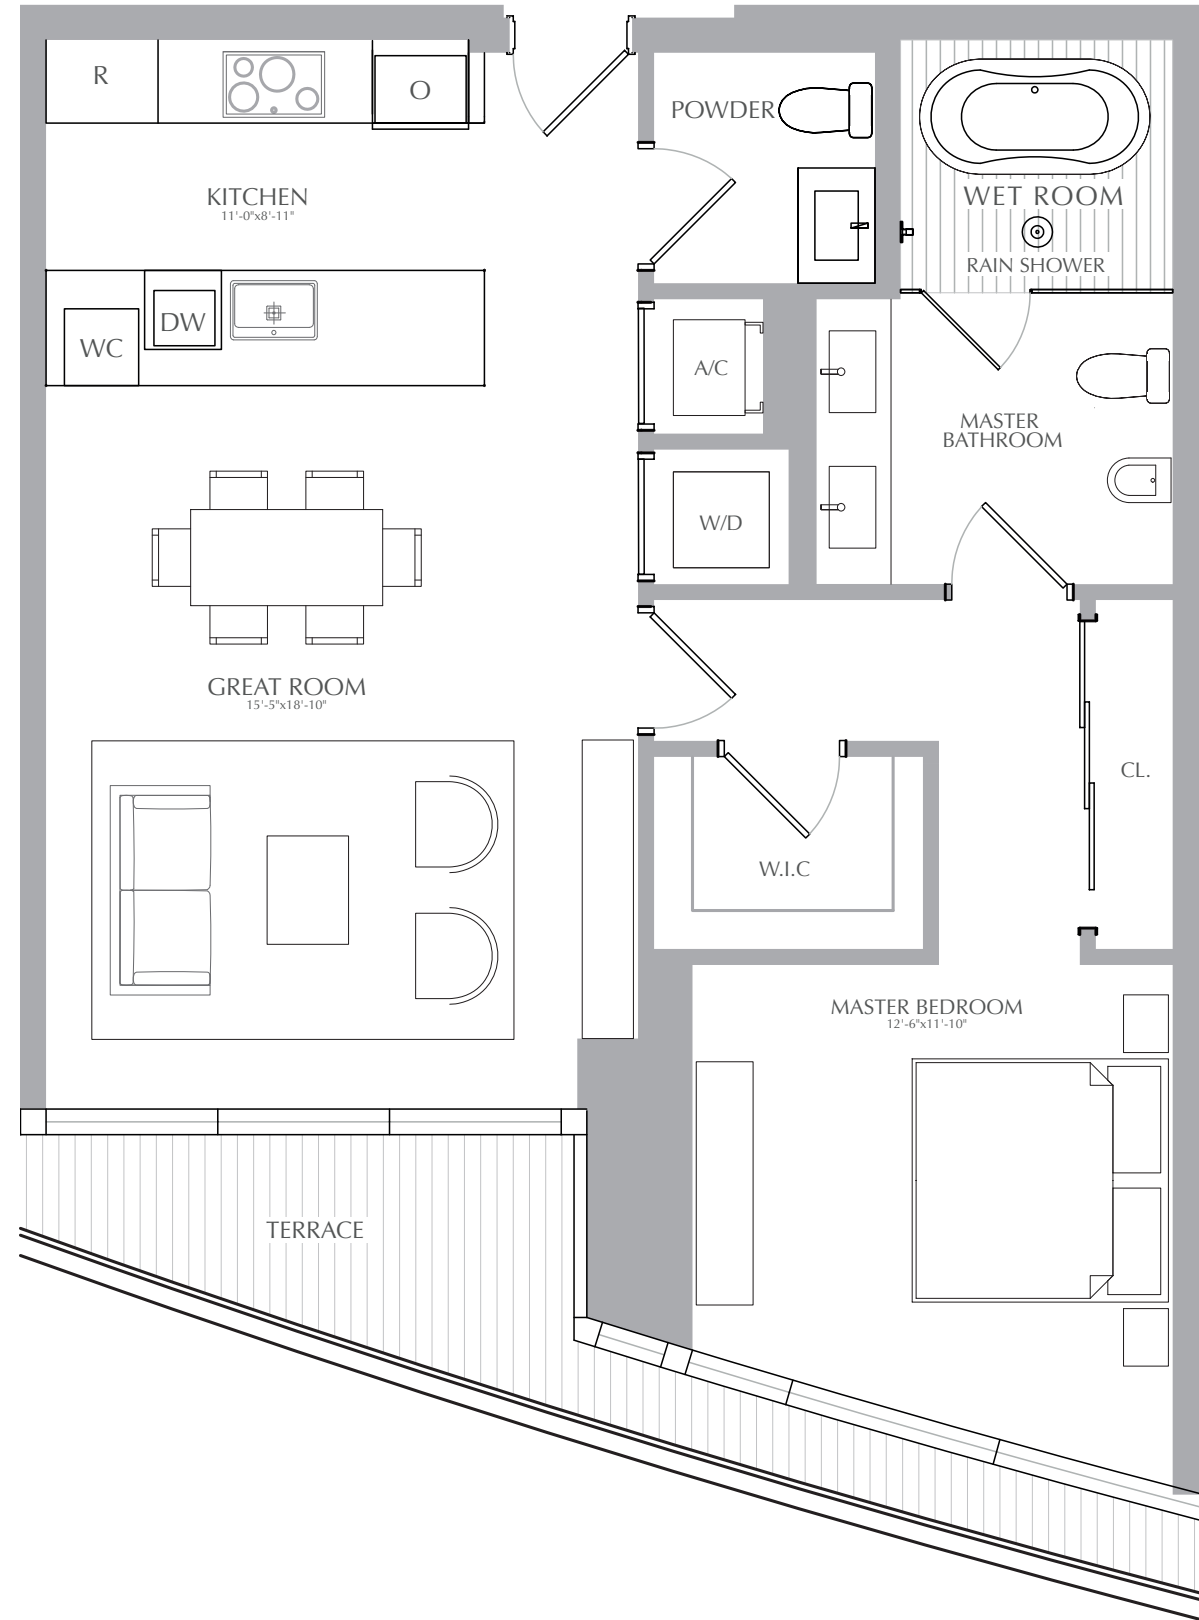 R
O
POWDER
KITCHEN
11'-0"x8'-11"
WET ROOM
RAIN SHOWER
WC
DW
A/C
MASTER
BATHROOM
W/D
GREAT ROOM
15'-5"x18'-10"
CL.
W.I.C
MASTER BEDROOM
12'-6"x11'-10"
TERRACE